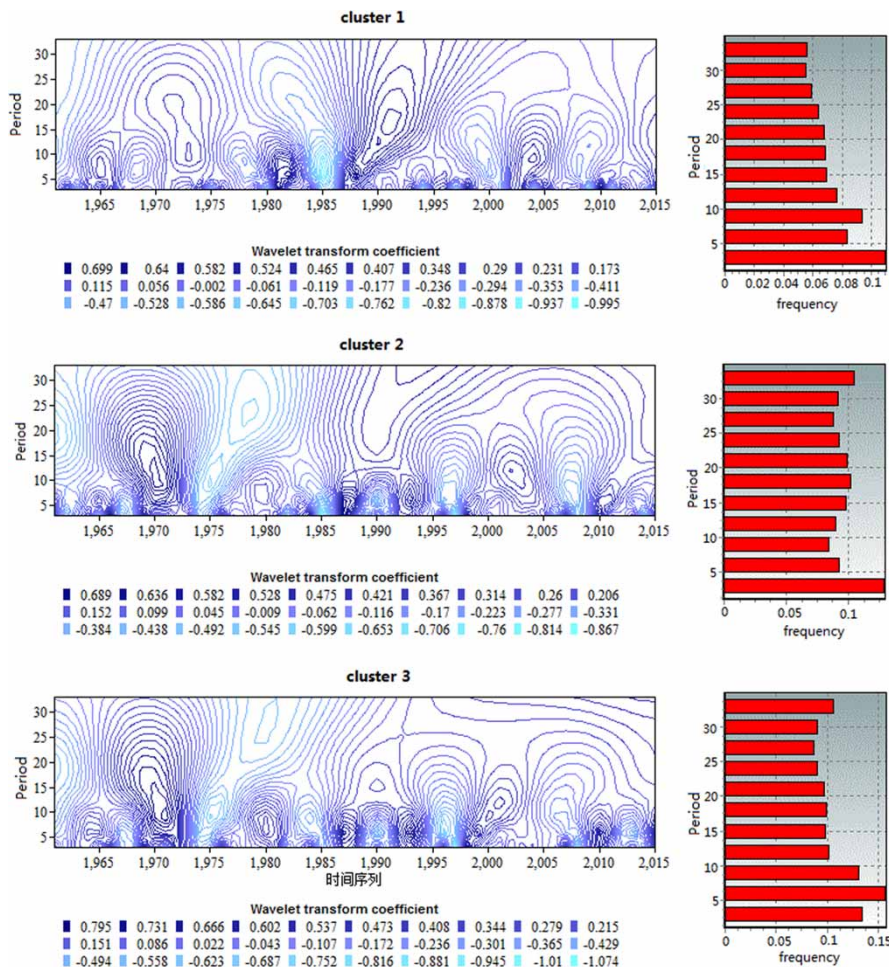 cluster 1
Period
30
25
20
15
10
5
1,965 1,970 1,975 1,980 1,985 1,990 1,995 2,000 2,005 2,010 2,015
Wavelet transform coefficient
0.699 0.64 0.582 0.524 0.465 0.407 0.348 0.29 0.231 0.173
0.115 0.056 -0.002 -0.061 -0.119 -0.177 -0.236 -0.294 -0.353 -0.411
-0.47 -0.528 -0.586 -0.645 -0.703 -0.762 -0.82 -0.878 -0.937 -0.995
Period
30
20
15
10
5
0 0.02 0.04 0.06 0.08 0.1
frequency
cluster 2
Period
30
25
20
15
10
5
1,965 1,970 1,975 1,980 1,985 1,990 1,995 2,000 2,005 2,010 2,015
Wavelet transform coefficient
0.689 0.636 0.582 0.528 0.475 0.421 0.367 0.314 0.26 0.206
0.152 0.099 0.045 -0.009 -0.062 -0.116 -0.17 -0.223 -0.277 -0.331
-0.384 -0.438 -0.492 -0.545 -0.599 -0.653 -0.706 -0.76 -0.814 -0.867
Period
30
20
15
10
5
0 0.05 0.1
frequency
cluster 3
Period
30
25
20
15
10
5
1,965 1,970 1,975 1,980 1,985 1,990 1,995 2,000 2,005 2,010 2,015
时间序列
Wavelet transform coefficient
0.795 0.731 0.666 0.602 0.537 0.473 0.408 0.344 0.279 0.215
0.151 0.086 0.022 -0.043 -0.107 -0.172 -0.236 -0.301 -0.365 -0.429
-0.494 -0.558 -0.623 -0.687 -0.752 -0.816 -0.881 -0.945 -1.01 -1.074
Period
30
20
15
10
5
0 0.05 0.1 0.15
frequency